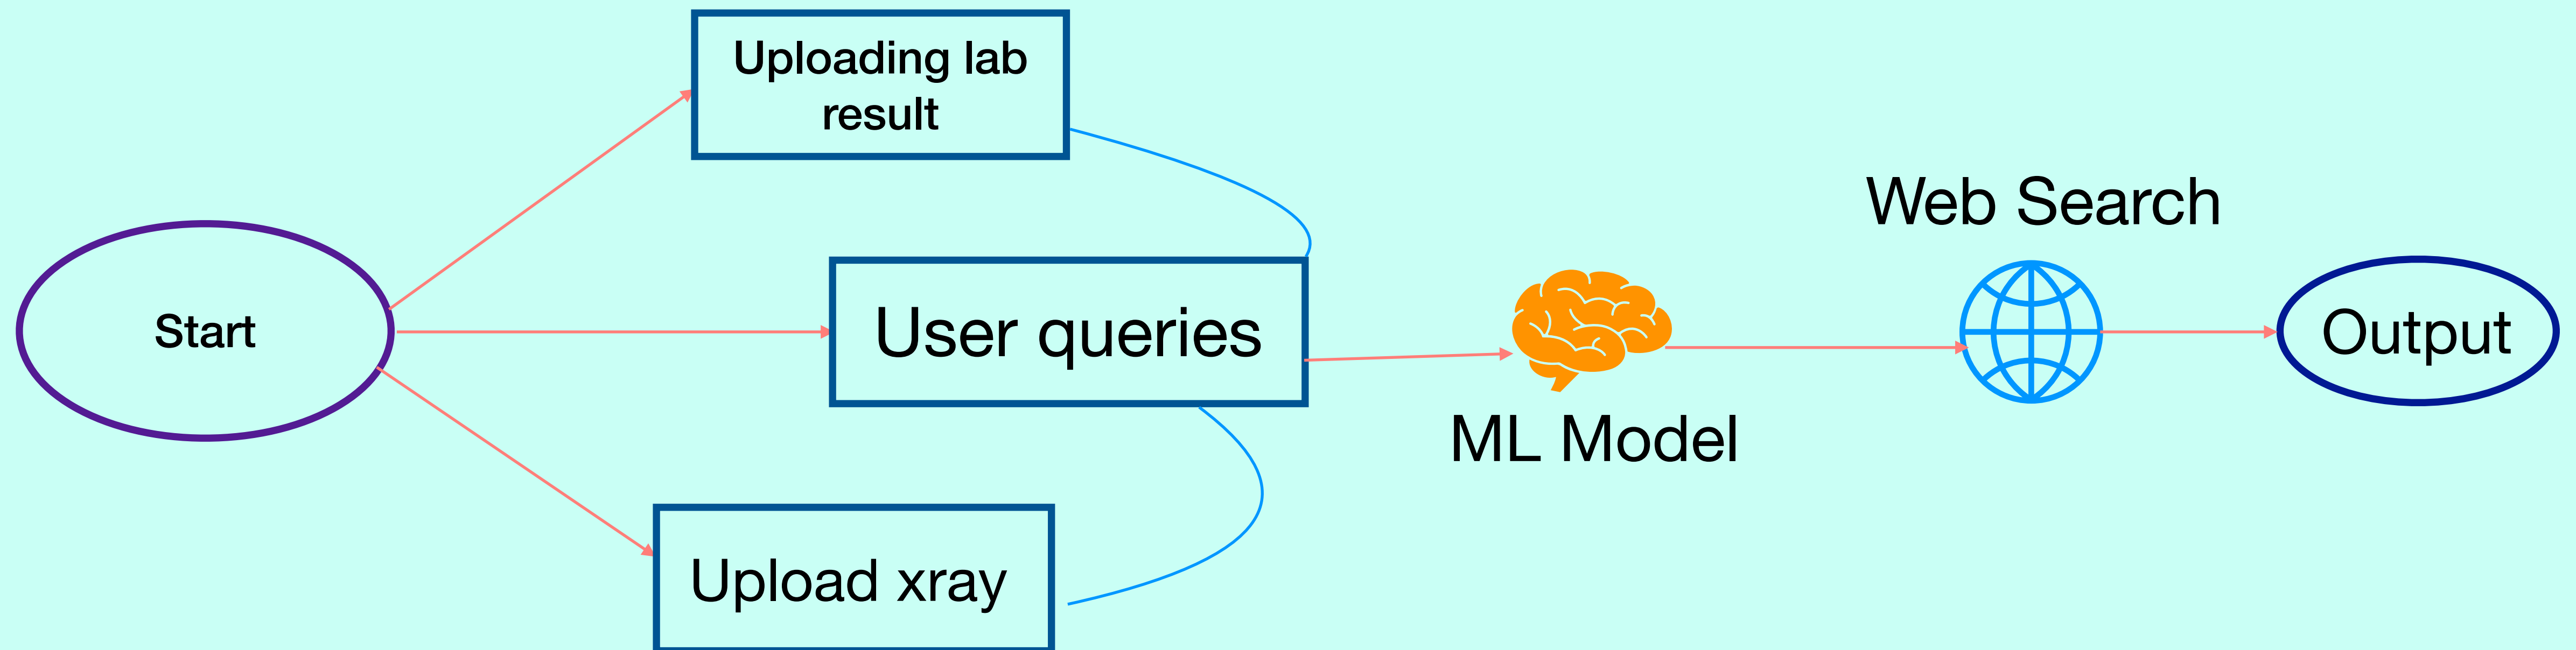 Uploading lab
result
Start
User queries
Upload xray
ML Model
Web Search
Output